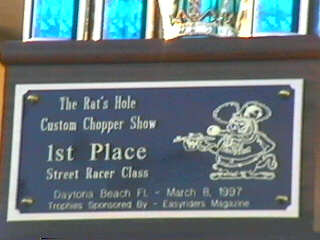 The Rat's Hole
Custom Chopper Show
1st Place
Street Racer Class
Daytona Beach FL - March 8, 1997
Trophies Sponsored By - Easyriders Magazine